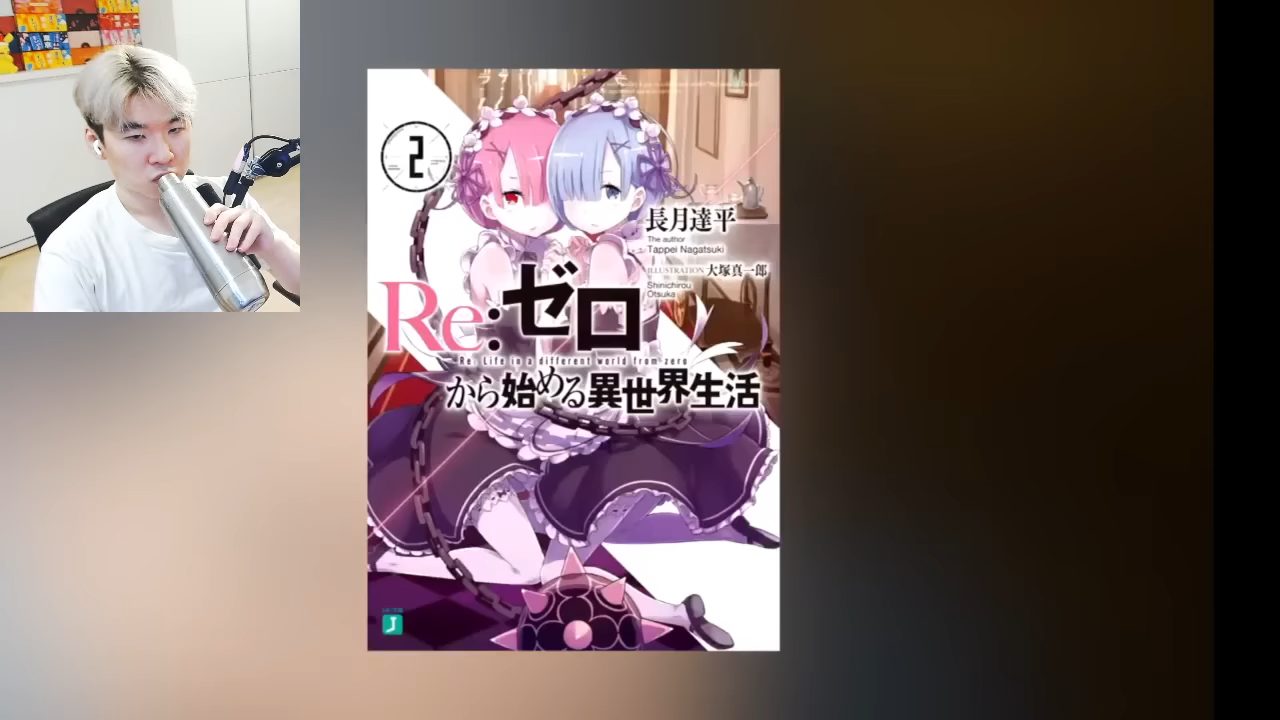 2
長月達平
The author
Tappei Nagatsuki
ILLUSTRATION 大塚真一郎
Shinichirou
Otsuka
Re:ゼロ
Re: Life in a different world from zero
から始める異世界生活
J